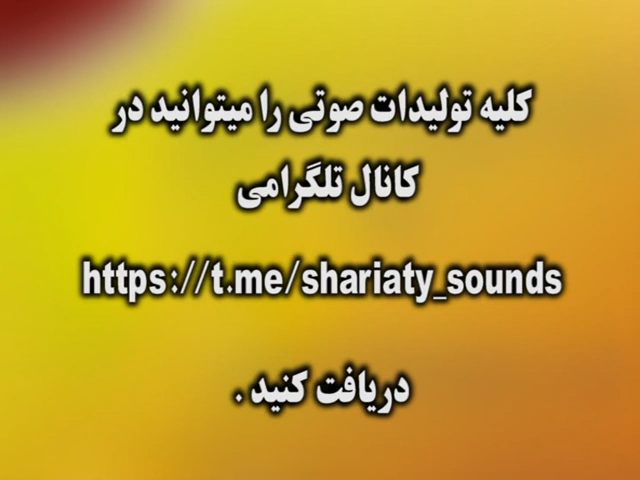 کلیه تولیدات صوتی را میتوانید در
کانال تلگرامی
https://t.me/shariaty_sounds
دریافت کنید .